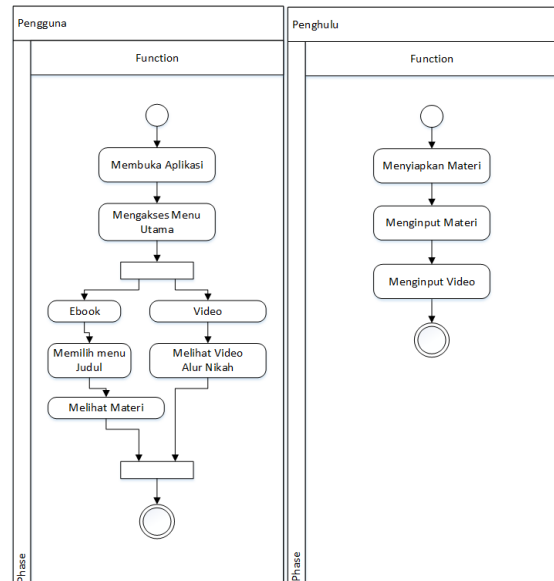 Pengguna
Function
Membuka Aplikasi
Mengakses Menu
Utama
Ebook
Video
Memilih menu
Judul
Melihat Video
Alur Nikah
Melihat Materi
Phase
Penghulu
Function
Menyiapkan Materi
Menginput Materi
Menginput Video
Phase